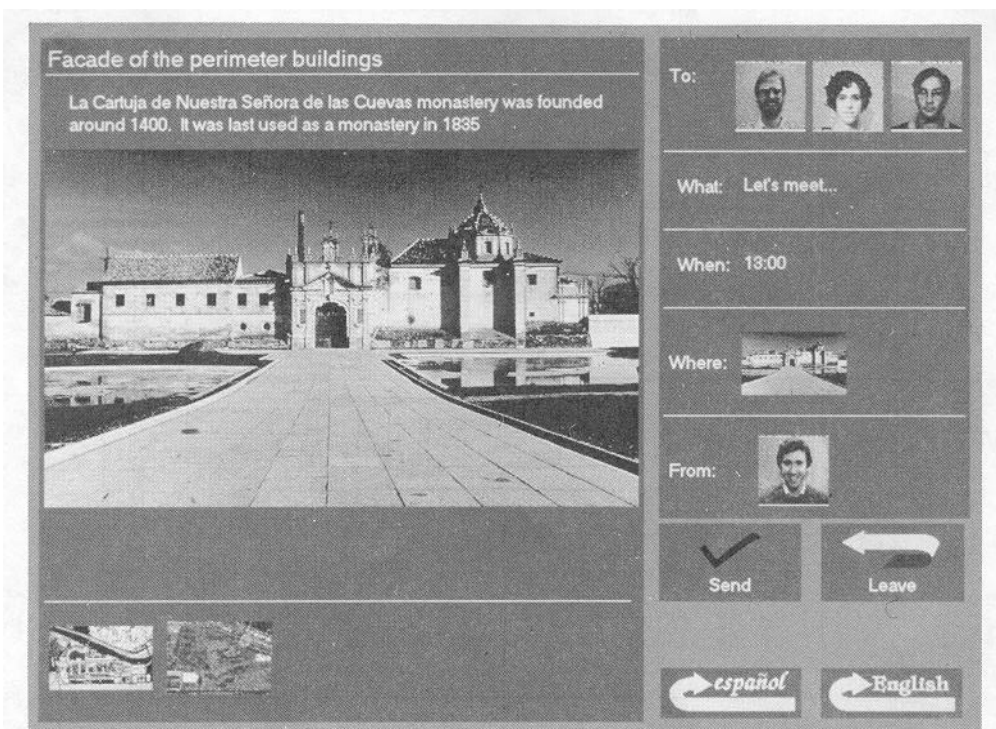 Facade of the perimeter buildings
La Cartuja de Nuestra Señora de las Cuevas monastery was founded
around 1400. It was last used as a monastery in 1835
To:
What: Let's meet...
When: 13:00
Where:
From:
Send
Leave
español
English